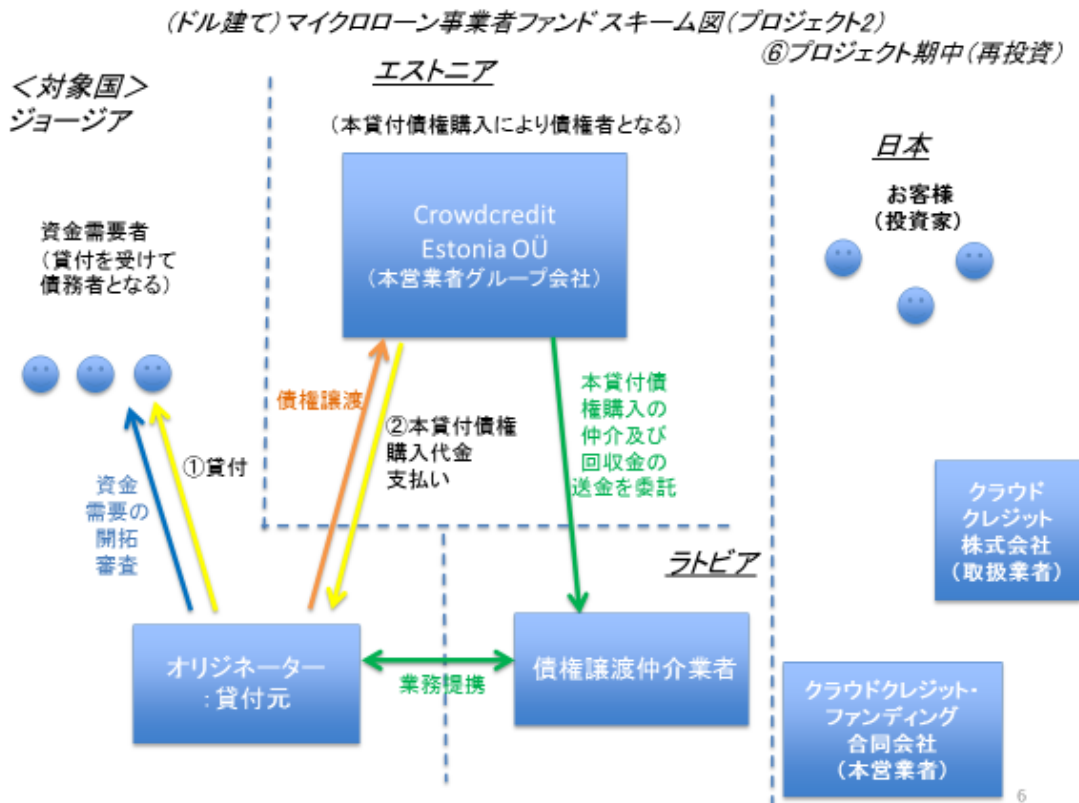 (ドル建て)マイクロローン事業者ファンド スキーム図(プロジェクト2)
⑥プロジェクト期中(再投資)
<対象国>
ジョージア
資金需要者
(貸付を受けて
債務者となる)
①貸付
資金
需要の
開拓
審査
オリジネーター
:貸付元
エストニア
(本貸付債権購入により債権者となる)
Crowdcredit
Estonia OÜ
(本営業者グループ会社)
債権譲渡
②本貸付債権
購入代金
支払い
本貸付債
権購入の
仲介及び
回収金の
送金を委託
ラトビア
業務提携
債権譲渡仲介業者
日本
お客様
(投資家)
クラウド
クレジット
株式会社
(取扱業者)
クラウドクレジット・
ファンディング
合同会社
(本営業者)
6